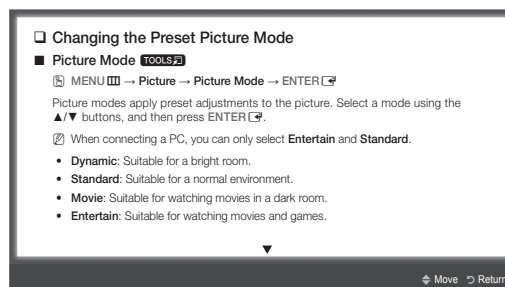 ❑ Changing the Preset Picture Mode
■ Picture Mode TOOLS
MENU → Picture → Picture Mode → ENTER
Picture modes apply preset adjustments to the picture. Select a mode using the
▲/▼ buttons, and then press ENTER.
When connecting a PC, you can only select Entertain and Standard.
• Dynamic: Suitable for a bright room.
• Standard: Suitable for a normal environment.
• Movie: Suitable for watching movies in a dark room.
• Entertain: Suitable for watching movies and games.
▼
Move Return